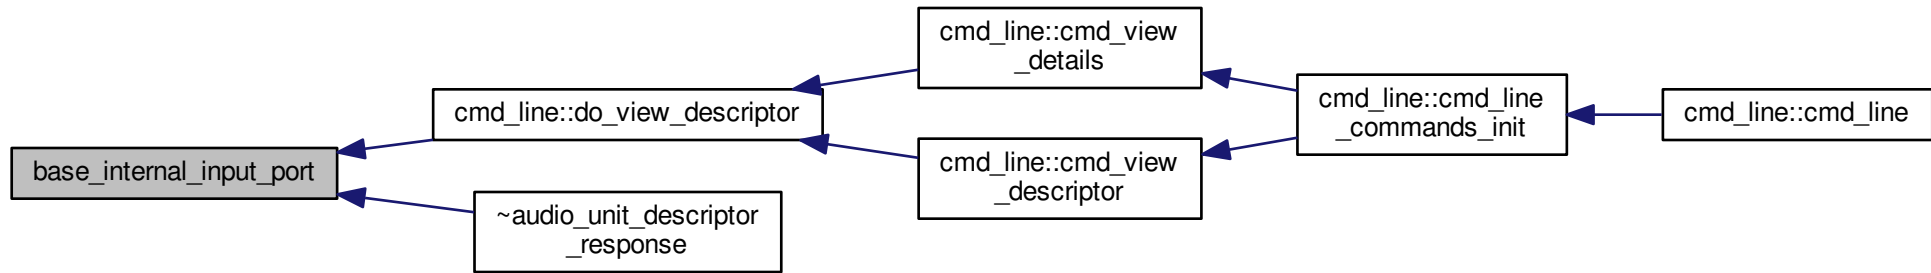 base_internal_input_port
cmd_line::do_view_descriptor
~audio_unit_descriptor
_response
cmd_line::cmd_view
_details
cmd_line::cmd_view
_descriptor
cmd_line::cmd_line
_commands_init
cmd_line::cmd_line